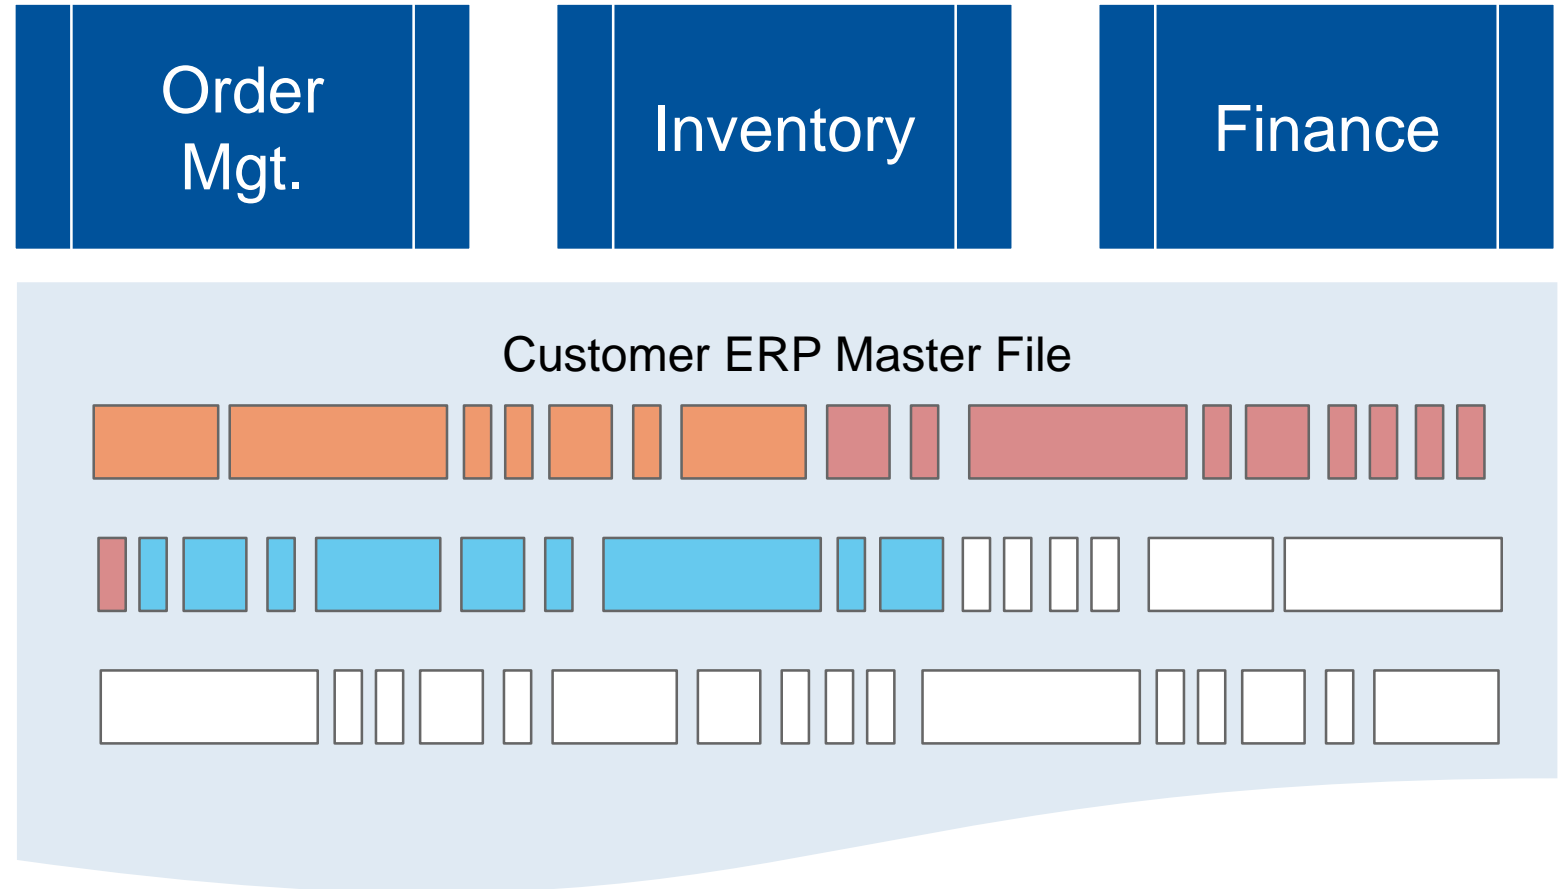 Order
Mgt.
Inventory
Finance
Customer ERP Master File